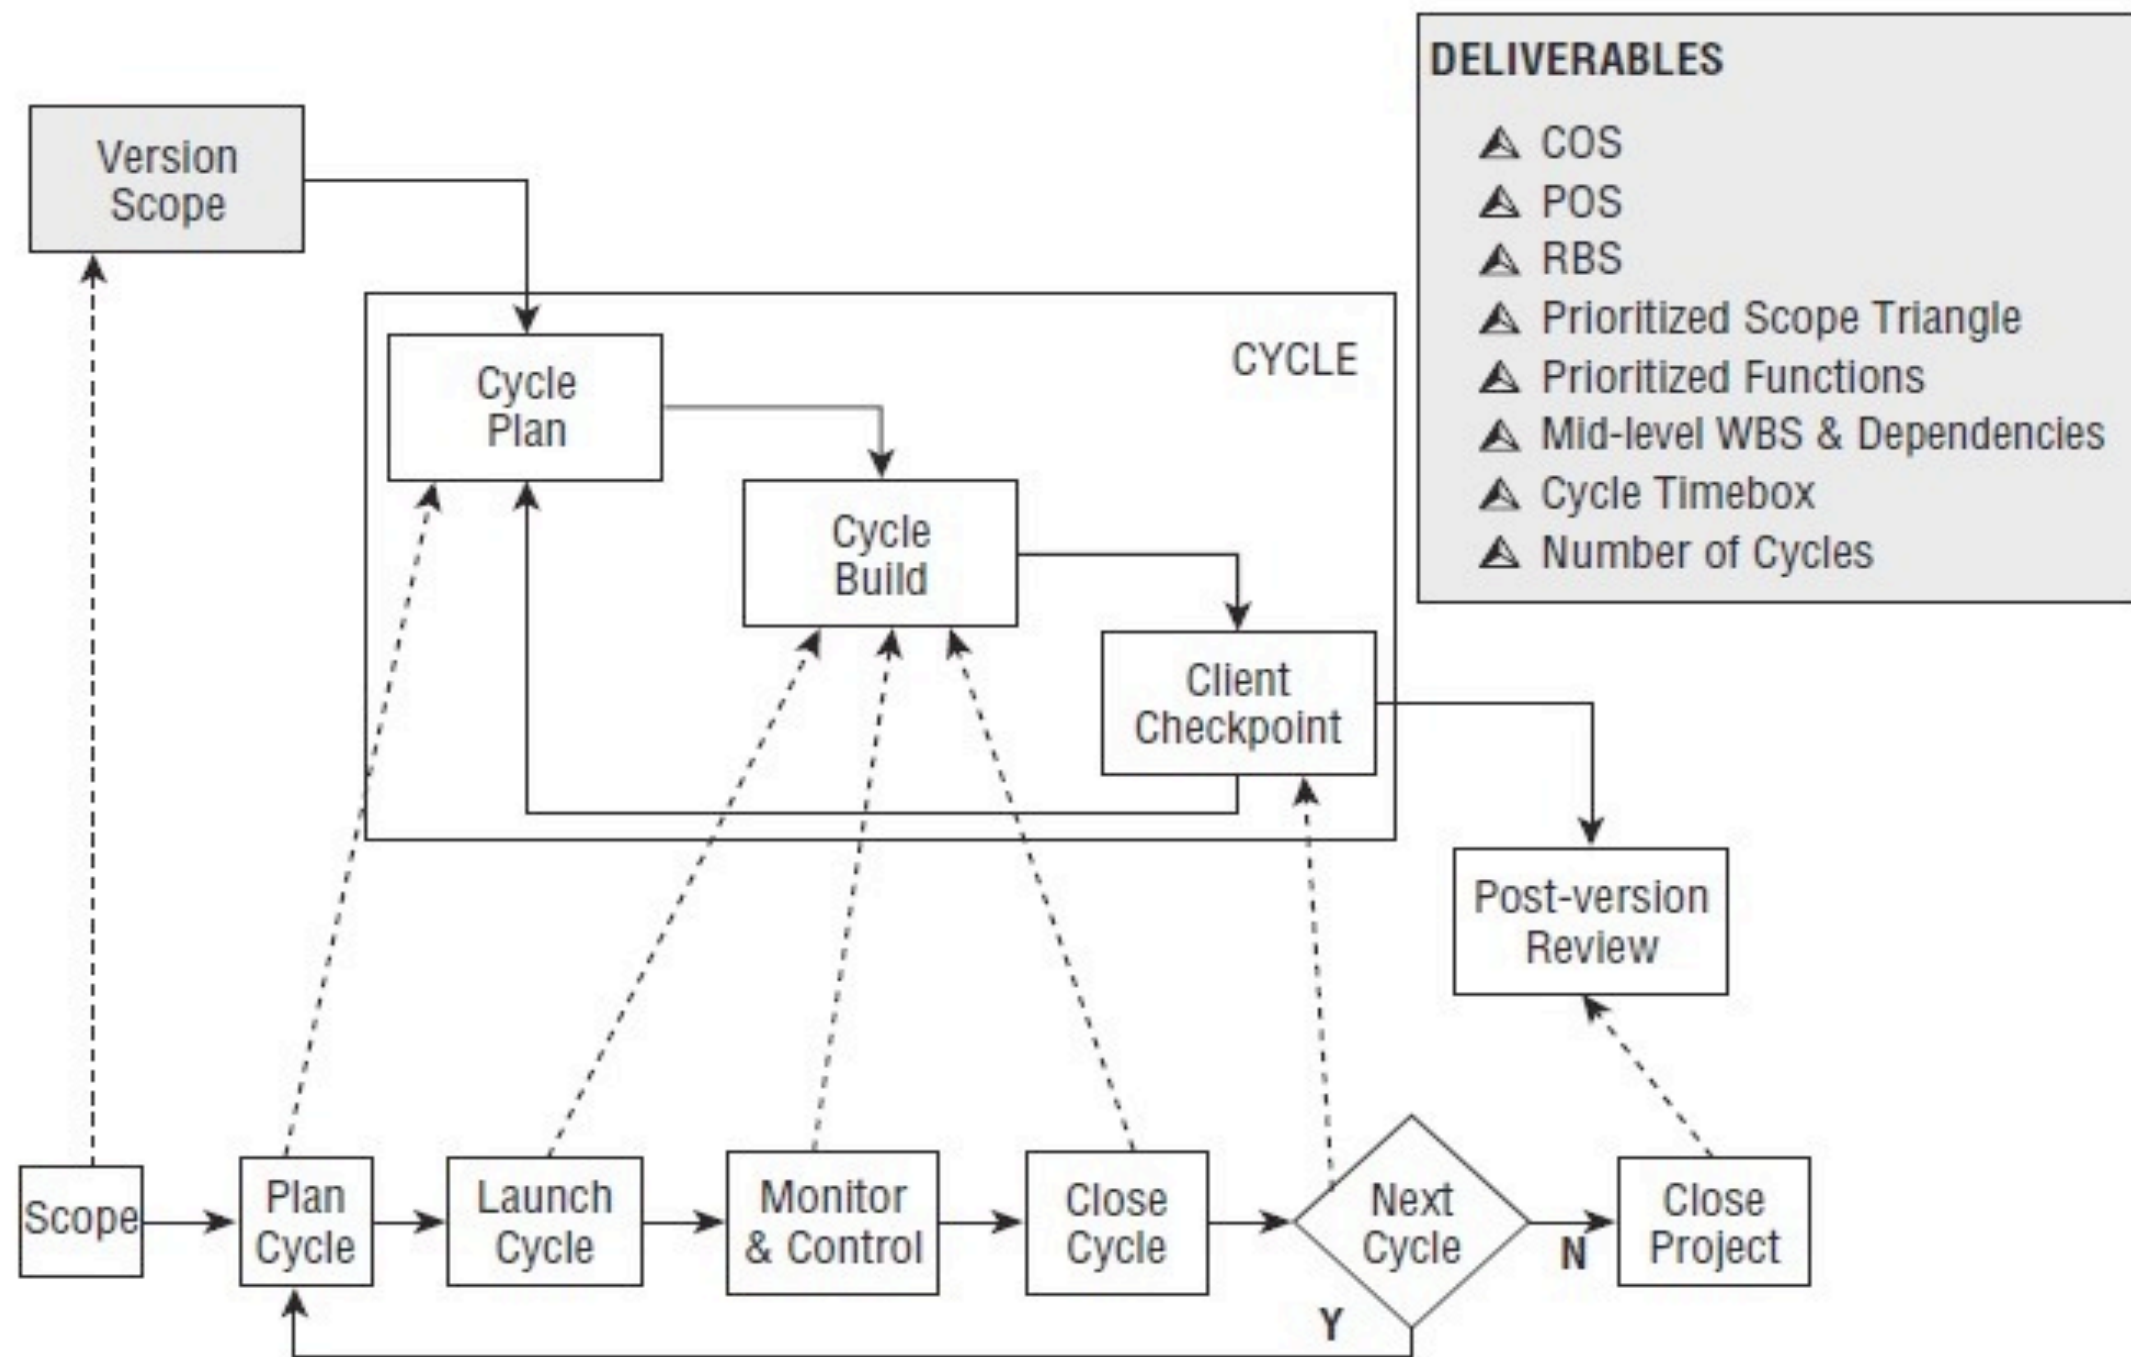 DELIVERABLES
COS
POS
RBS
Prioritized Scope Triangle
Prioritized Functions
Mid-level WBS & Dependencies
Cycle Timebox
Number of Cycles
Version
Scope
CYCLE
Cycle
Plan
Cycle
Build
Client
Checkpoint
Post-version
Review
Scope
Plan
Cycle
Launch
Cycle
Monitor
& Control
Close
Cycle
Next
Cycle
Y
N
Close
Project